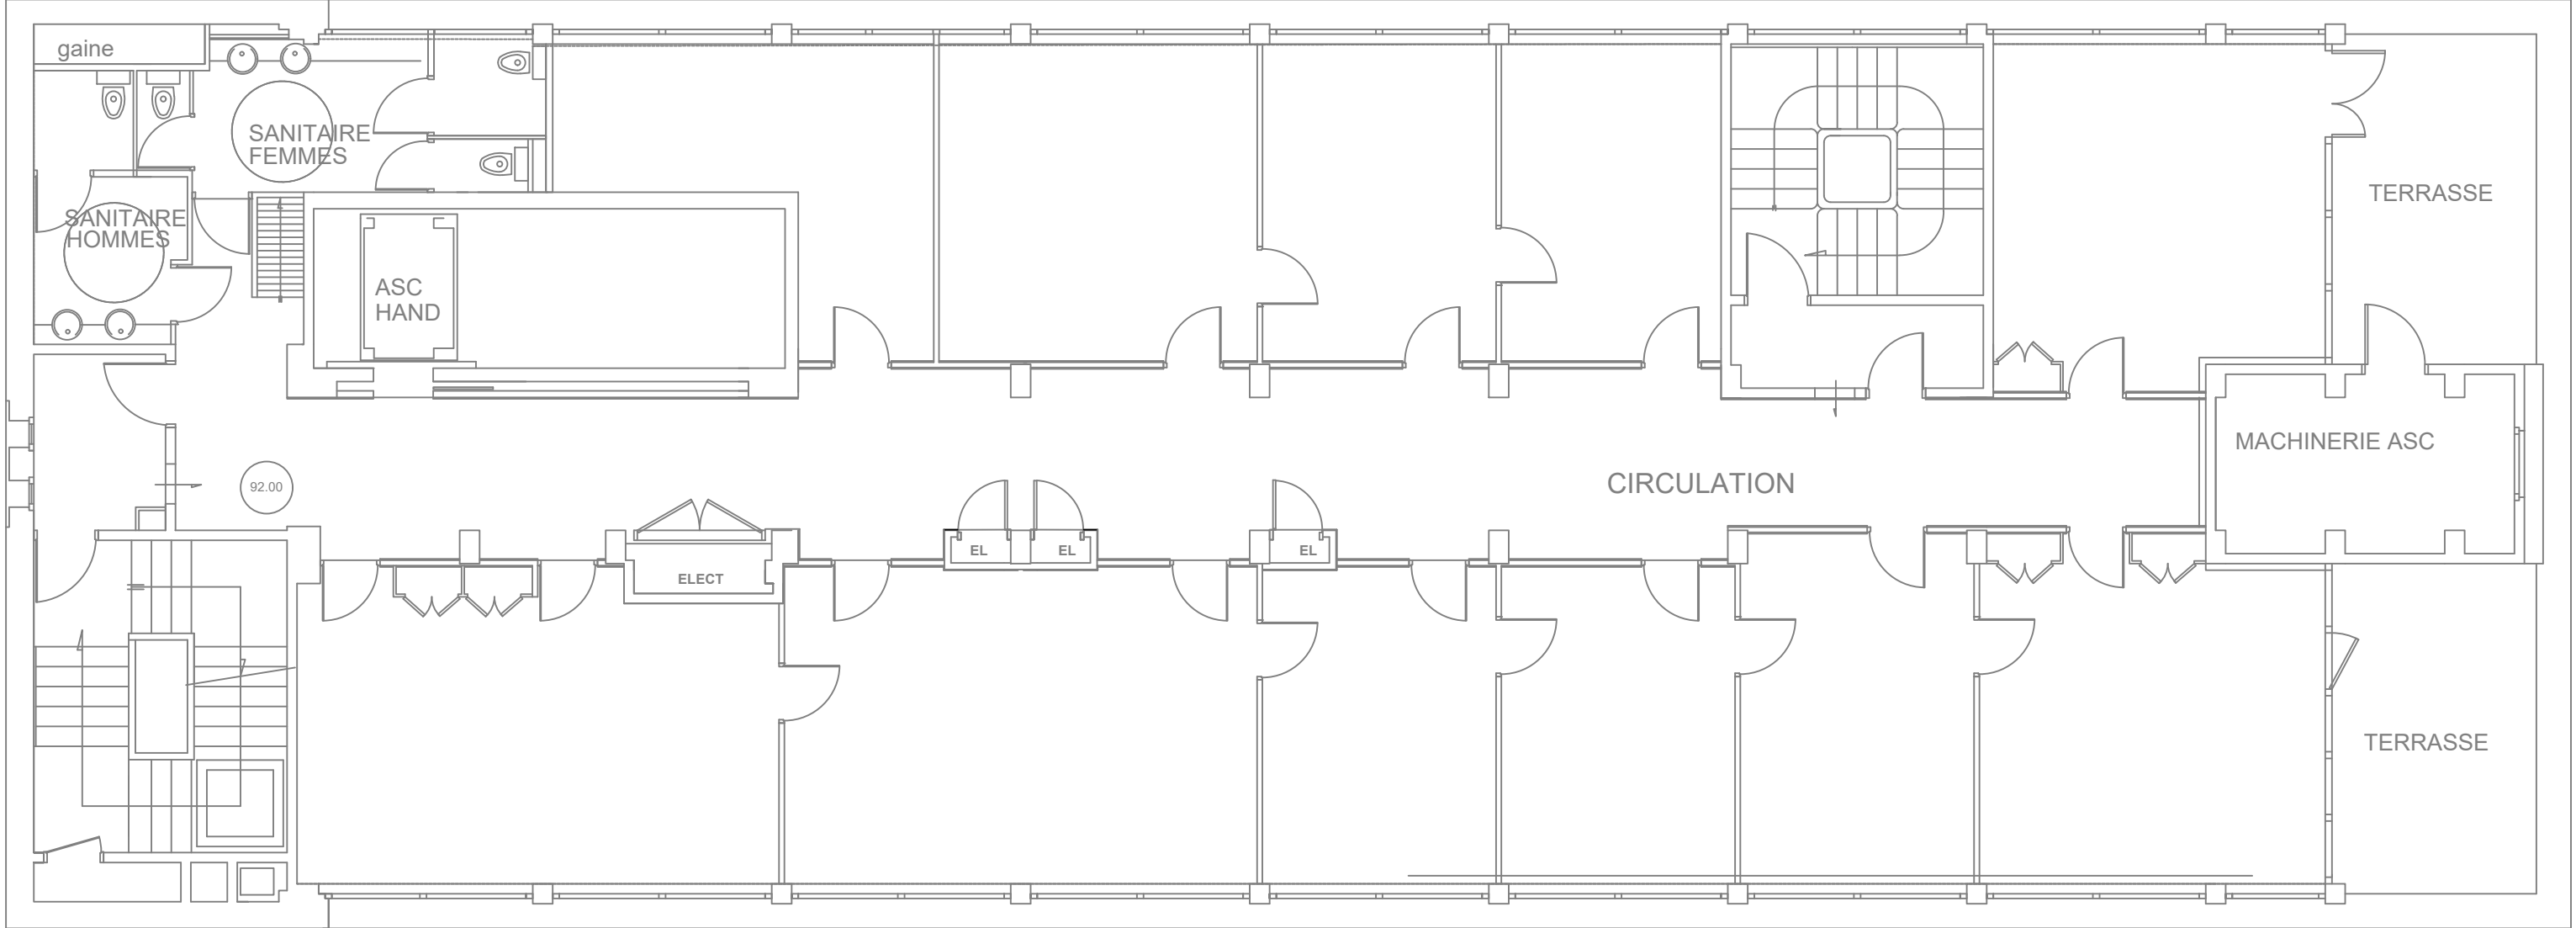 gaine
SANITAIRE
FEMMES
TERRASSE
SANITAIRE
HOMMES
ASC
HAND
MACHINERIE ASC
CIRCULATION
92.00
EL
EL
EL
ELECT
TERRASSE